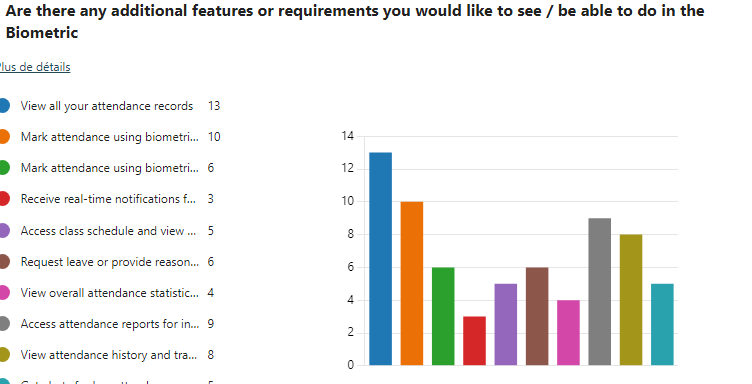 Are there any additional features or requirements you would like to see / be able to do in the
Biometric
lus de détails
View all your attendance records 13
Mark attendance using biometri... 10
Mark attendance using biometri... 6
Receive real-time notifications f... 3
Access class schedule and view ... 5
Request leave or provide reason... 6
View overall attendance statistic... 4
Access attendance reports for in... 9
View attendance history and tra... 8
14
12
10
8
6
4
2
0